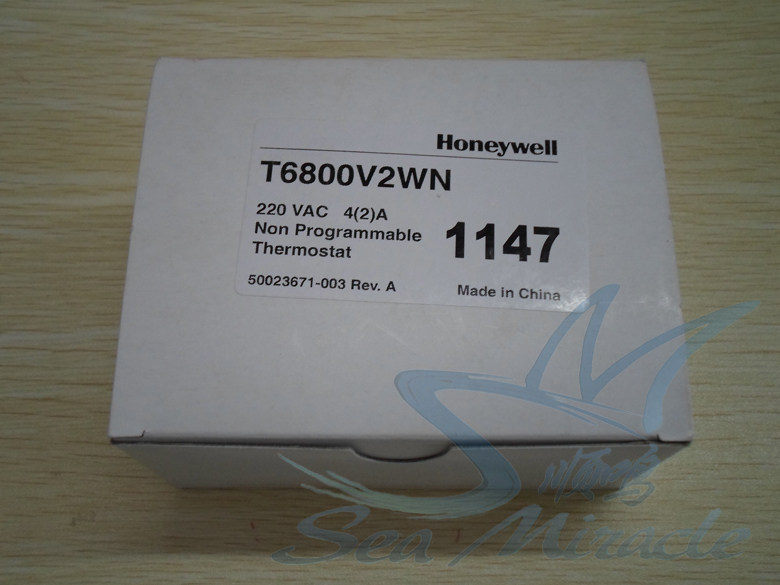 Honeywell
T6800V2WN
220 VAC 4(2)A
Non Programmable
Thermostat
1147
50023671-003 Rev. A
Made in China
Sea Miracle